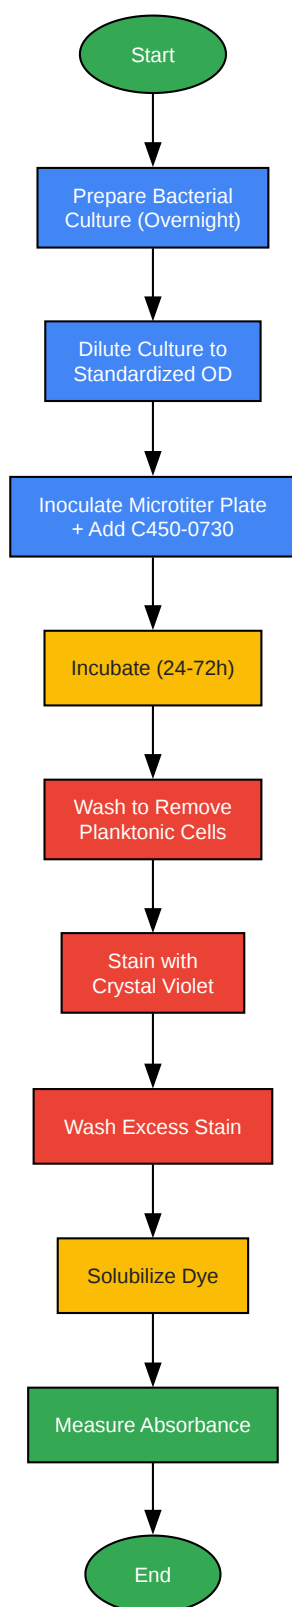 Start
Prepare Bacterial
Culture (Overnight)
Dilute Culture to
Standardized OD
Inoculate Microtiter Plate
+ Add C450-0730
Incubate (24-72h)
Wash to Remove
Planktonic Cells
Stain with
Crystal Violet
Wash Excess Stain
Solubilize Dye
Measure Absorbance
End